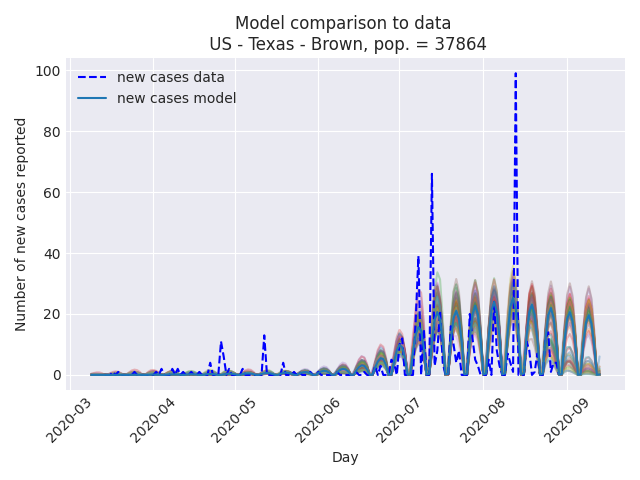 Model comparison to data
US - Texas - Brown, pop. = 37864
new cases data
new cases model
Number of new cases reported
100
80
60
40
20
0
2020-03
2020-04
2020-05
2020-06
2020-07
2020-08
2020-09
Day